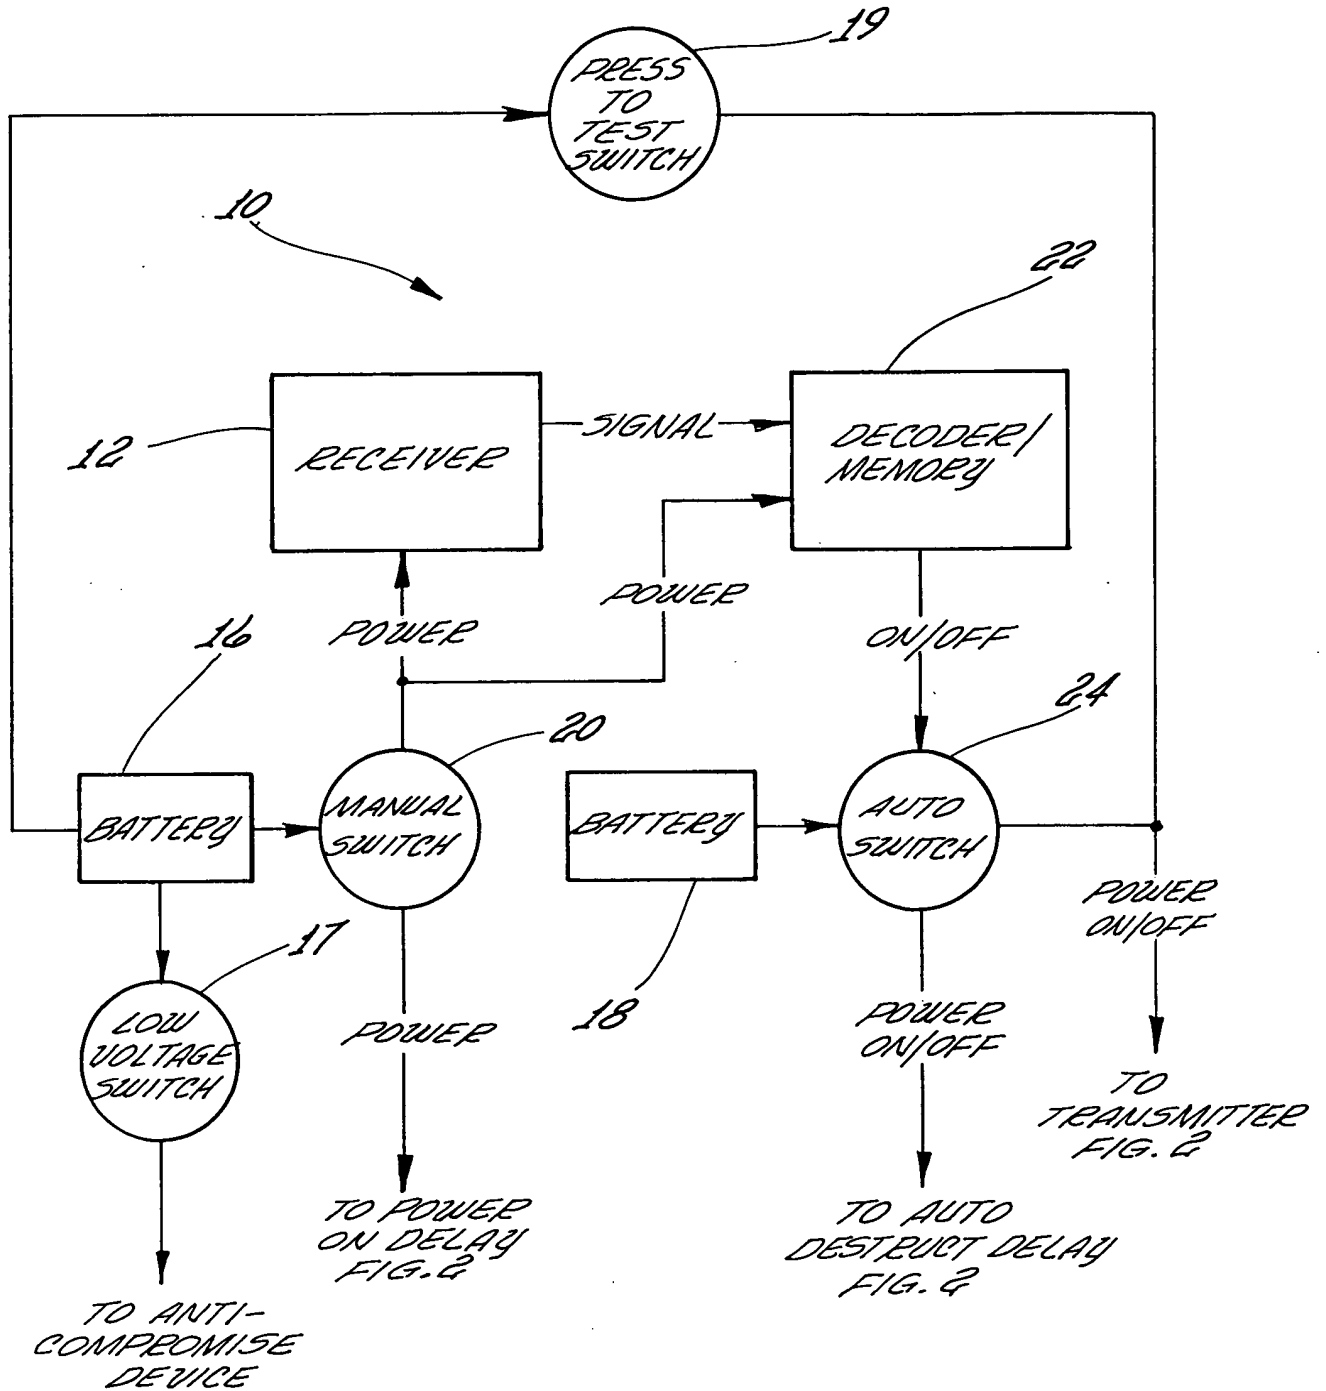 19
PRESS
TO
TEST
SWITCH
10
22
12
RECEIVER
SIGNAL
DECODER/
MEMORY
POWER
POWER
ON/OFF
16
20
24
BATTERY
MANUAL
SWITCH
BATTERY
AUTO
SWITCH
POWER
ON/OFF
17
18
LOW
VOLTAGE
SWITCH
POWER
POWER
ON/OFF
TO
TRANSMITTER
FIG. 2
TO POWER
ON DELAY
FIG. 2
TO AUTO
DESTRUCT DELAY
FIG. 2
TO ANTI-
COMPROMISE
DEVICE